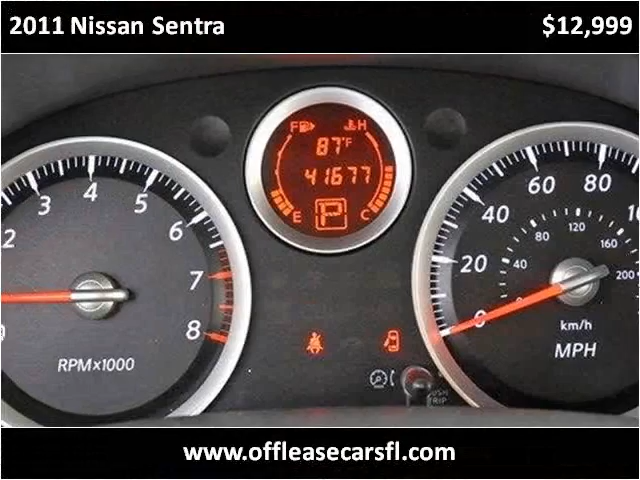 2011 Nissan Sentra $12,999
F H
87°F
41677
E P C
2 3 4 5 6 7 8
RPMx1000
0 20 40 60 80
40 80 120 160 200
km/h
MPH
TRIP
www.offleasecarsfl.com